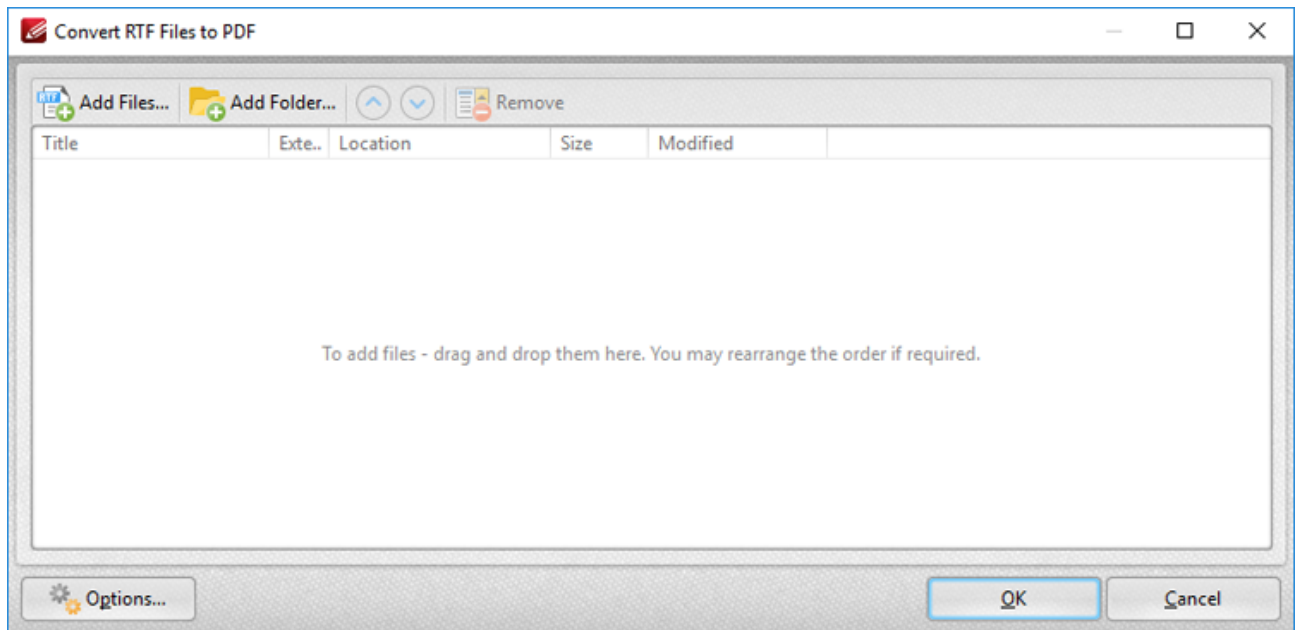 Convert RTF Files to PDF
RTF Add Files... Add Folder... Remove
Title Exte.. Location Size Modified
To add files - drag and drop them here. You may rearrange the order if required.
Options... OK Cancel